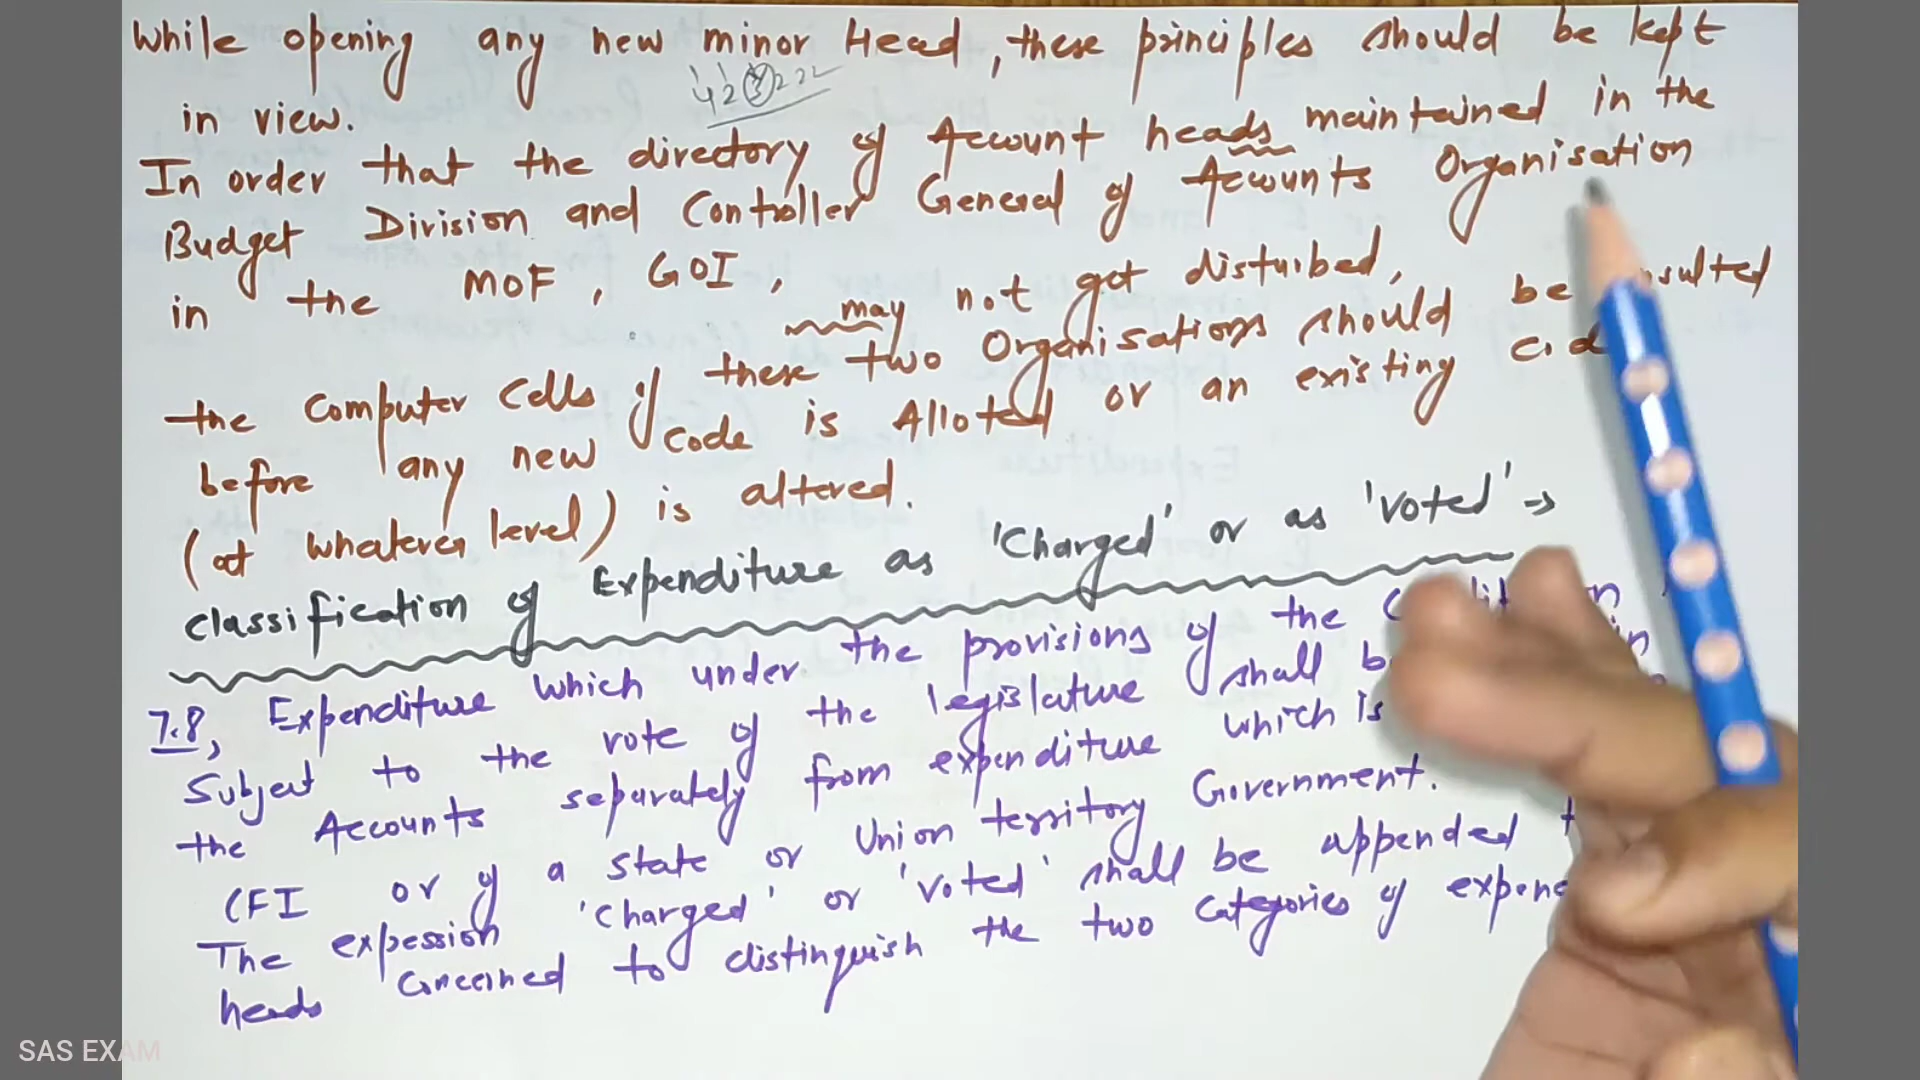 While opening any new minor Head, these principles should be kept
in view.
In order that the directory of Account heads maintained in the
Budget Division and Controller General of Accounts Organisation
in the MOF, GOI, may not get disturbed,
the Computer Cells of these two Organisations should be
before any new code is Alloted or an existing
(at whatever level) is altered.
classification of Expenditure as 'Charged' or as 'voted' →
7.8, Expenditure which under the provisions of the
Subject to the vote of the legislature shall
the Accounts separately from expenditure which is
CFI or of a state or Union territory Government.
The expession 'Charged' or 'voted' shall be appended
heads concerned to distinguish the two categories of
SAS EXAM